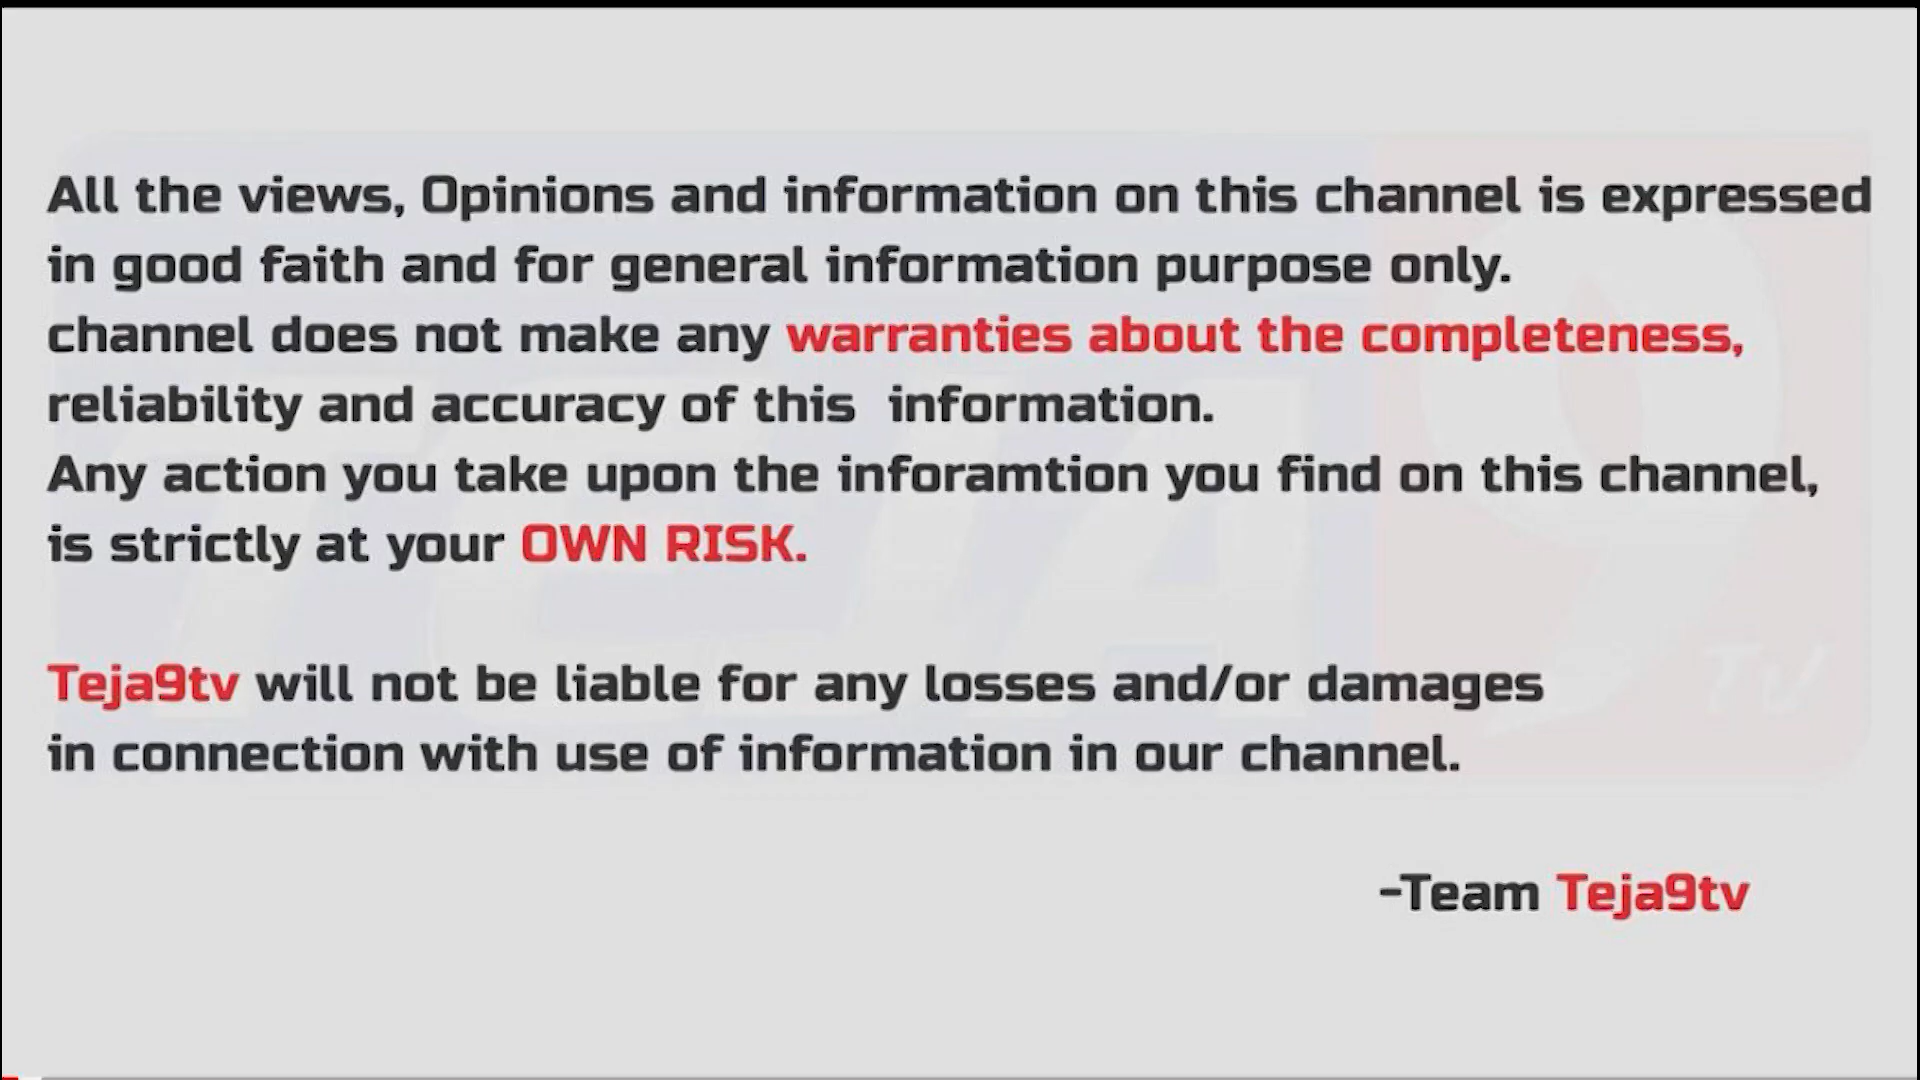 All the views, Opinions and information on this channel is expressed
in good faith and for general information purpose only.
channel does not make any warranties about the completeness,
reliability and accuracy of this  information.
Any action you take upon the inforamtion you find on this channel,
is strictly at your OWN RISK.
Teja9tv will not be liable for any losses and/or damages
in connection with use of information in our channel.
-Team Teja9tv
TEJA 9 TV